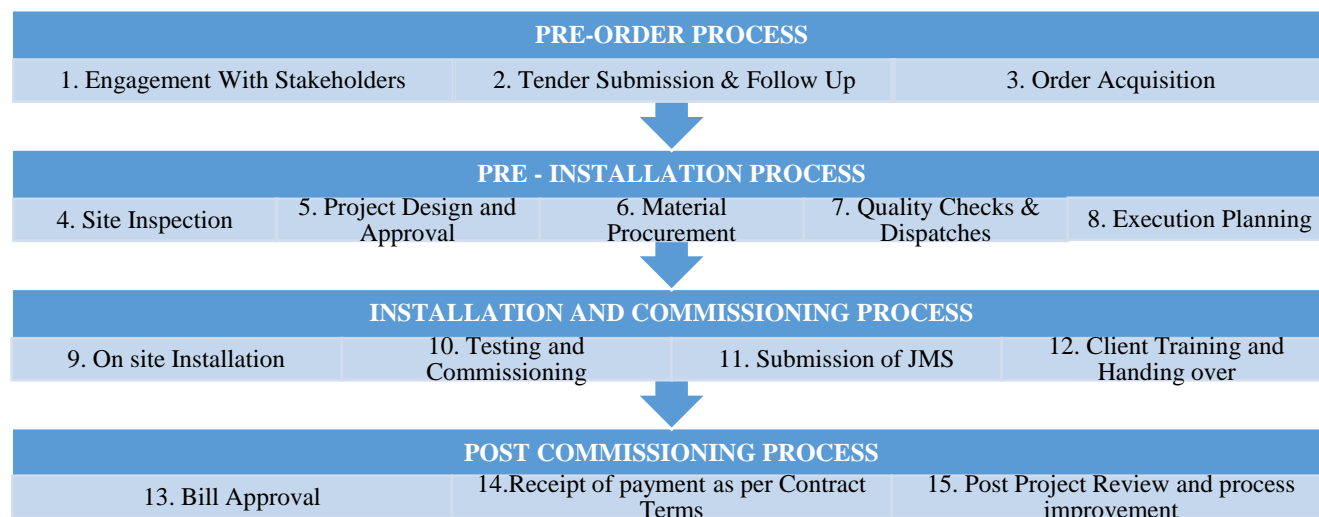 PRE-ORDER PROCESS
1. Engagement With Stakeholders
2. Tender Submission & Follow Up
3. Order Acquisition
PRE - INSTALLATION PROCESS
4. Site Inspection
5. Project Design and
Approval
6. Material
Procurement
7. Quality Checks &
Dispatches
8. Execution Planning
INSTALLATION AND COMMISSIONING PROCESS
9. On site Installation
10. Testing and
Commissioning
11. Submission of JMS
12. Client Training and
Handing over
POST COMMISSIONING PROCESS
13. Bill Approval
14.Receipt of payment as per Contract
Terms
15. Post Project Review and process
improvement